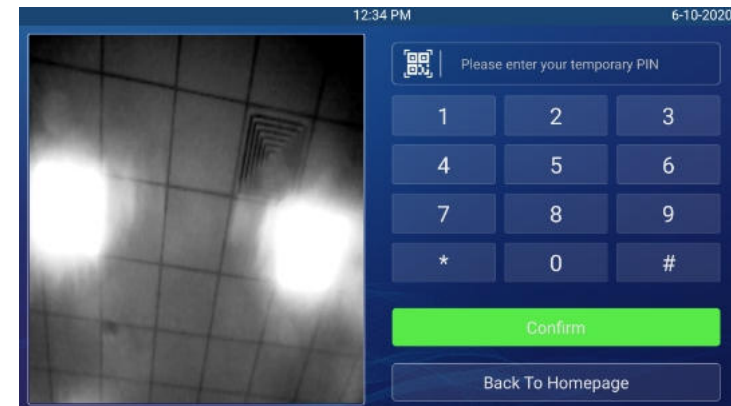 12:34 PM 6-10-2020
Please enter your temporary PIN
1 2 3
4 5 6
7 8 9
* 0 #
Confirm
Back To Homepage